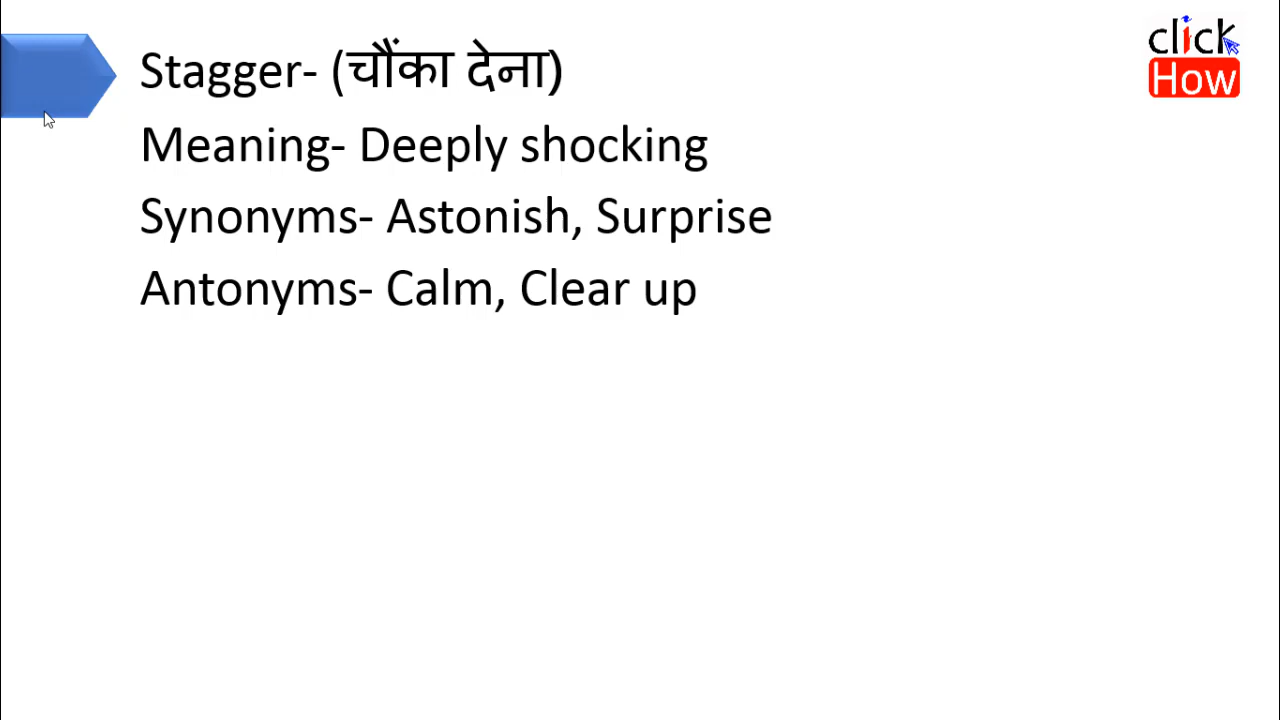 click
How
Stagger- (चौंका देना)
Meaning- Deeply shocking
Synonyms- Astonish, Surprise
Antonyms- Calm, Clear up